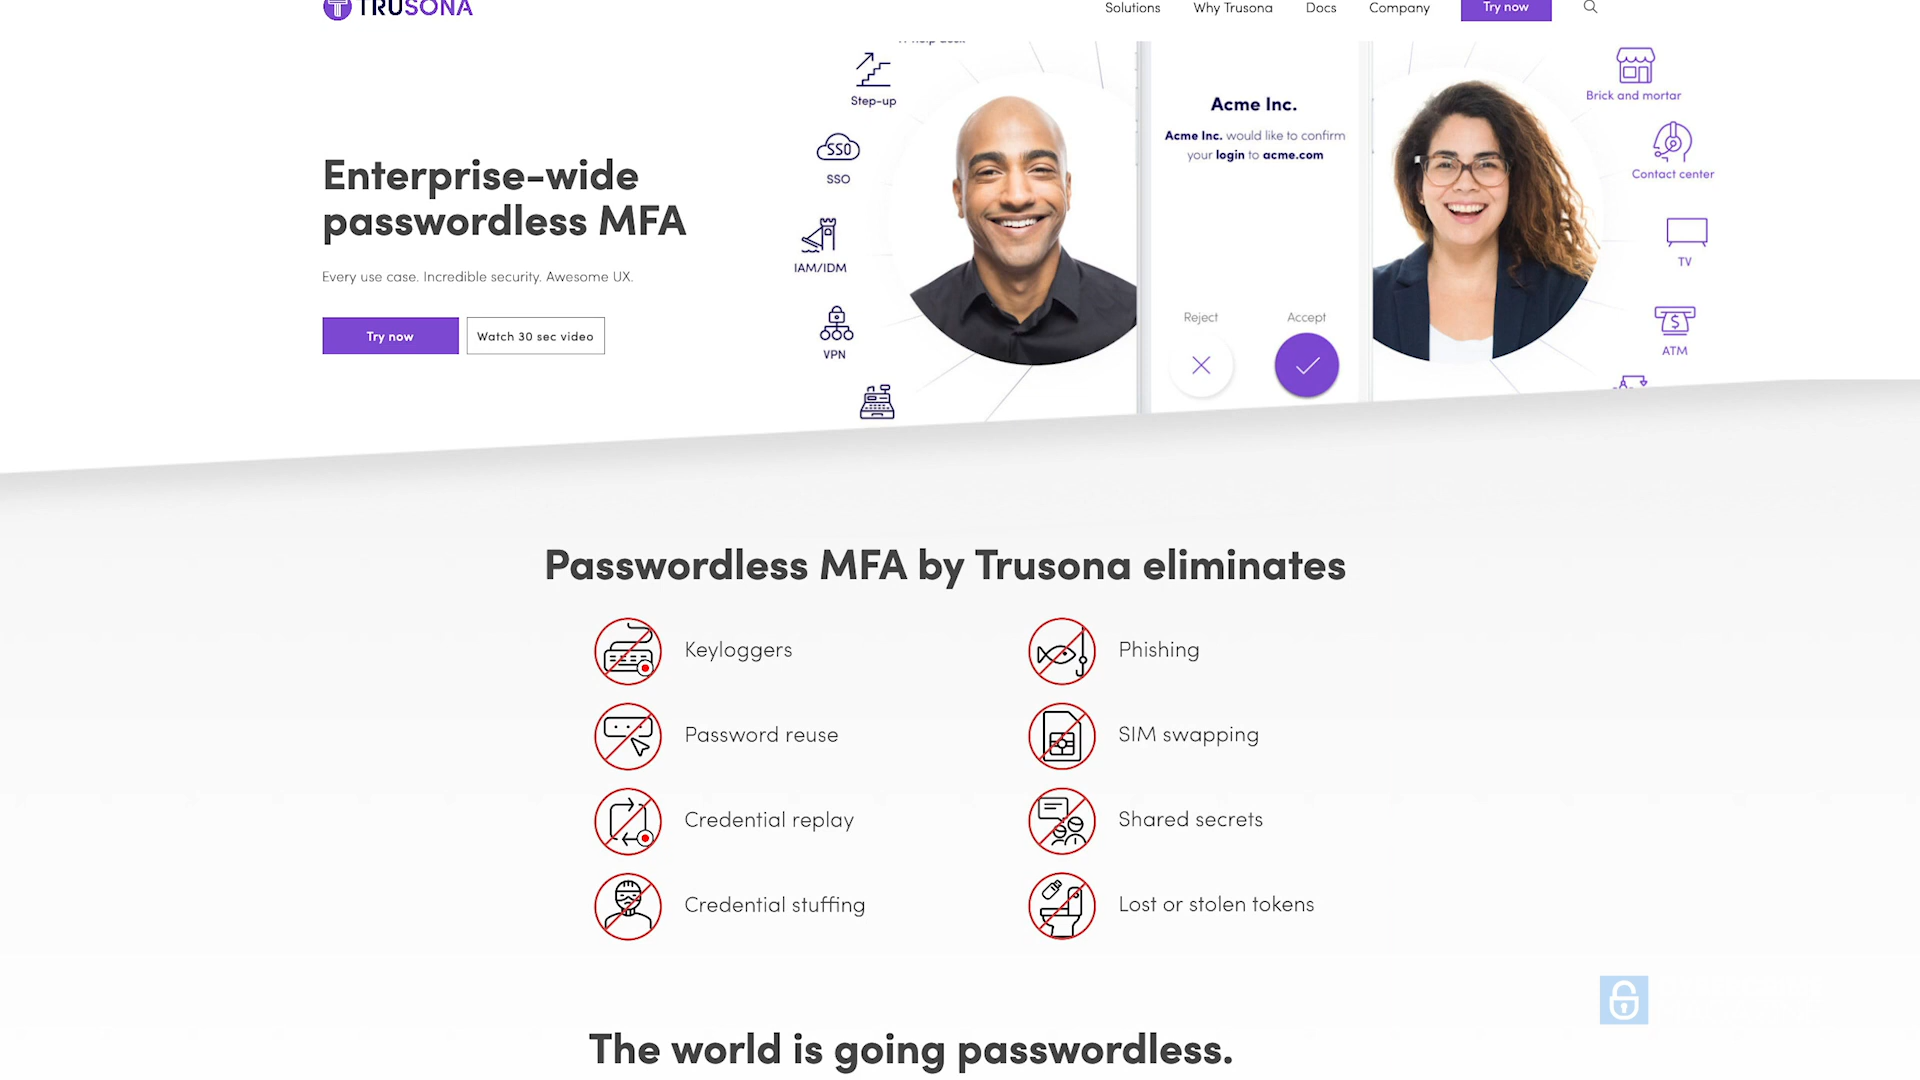 TRUSONA
Solutions
Why Trusona
Docs
Company
Try now
Enterprise-wide
passwordless MFA
Every use case. Incredible security. Awesome UX.
Try now
Watch 30 sec video
Step-up
SSO
SSO
IAM/IDM
VPN
Acme Inc.
Acme Inc. would like to confirm
your login to acme.com
Reject
Accept
Brick and mortar
Contact center
TV
ATM
Passwordless MFA by Trusona eliminates
Keyloggers
Phishing
Password reuse
SIM swapping
Credential replay
Shared secrets
Credential stuffing
Lost or stolen tokens
The world is going passwordless.